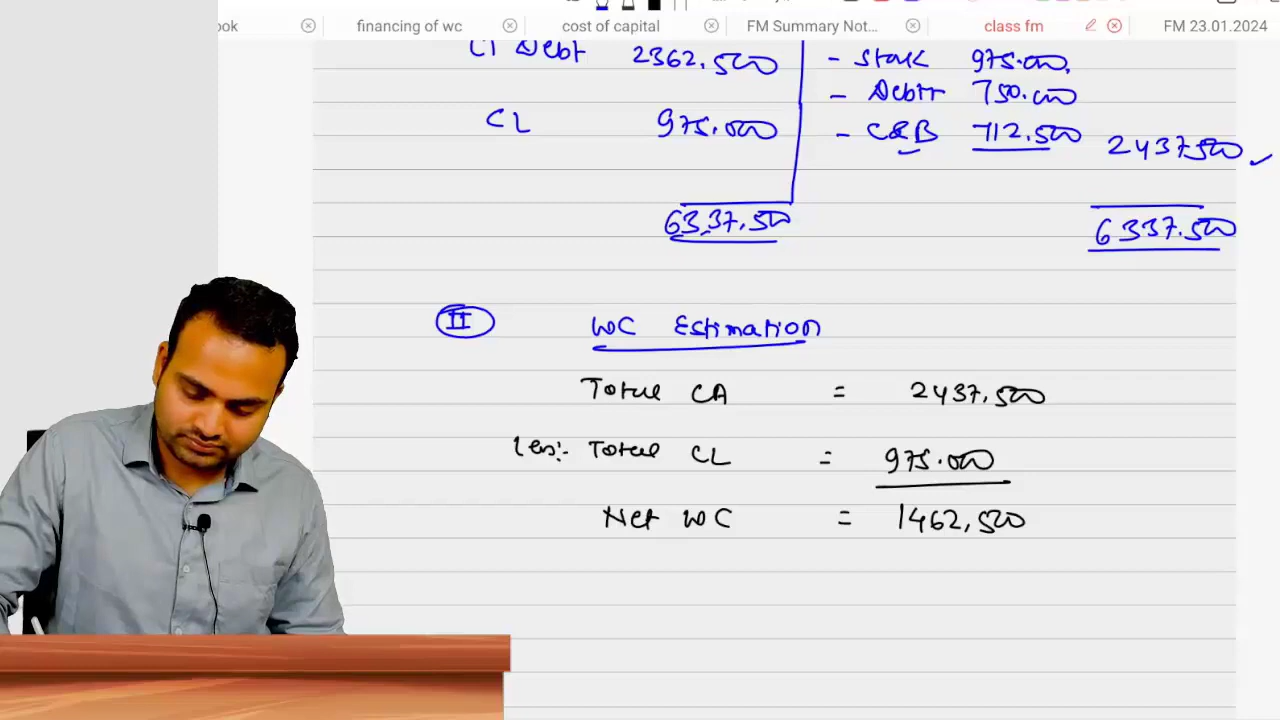 ook financing of wc cost of capital FM Summary Not... class fm FM 23.01.2024
LT Debt 2362.500
- Stock 975.000,
- Debtr 750.000
CL 975.000
- C&B 712.500 2437.500
6337.500
6337.500
II WC Estimation
Total CA = 2437.500
less:- Total CL = 975.000
Net WC = 1462.500